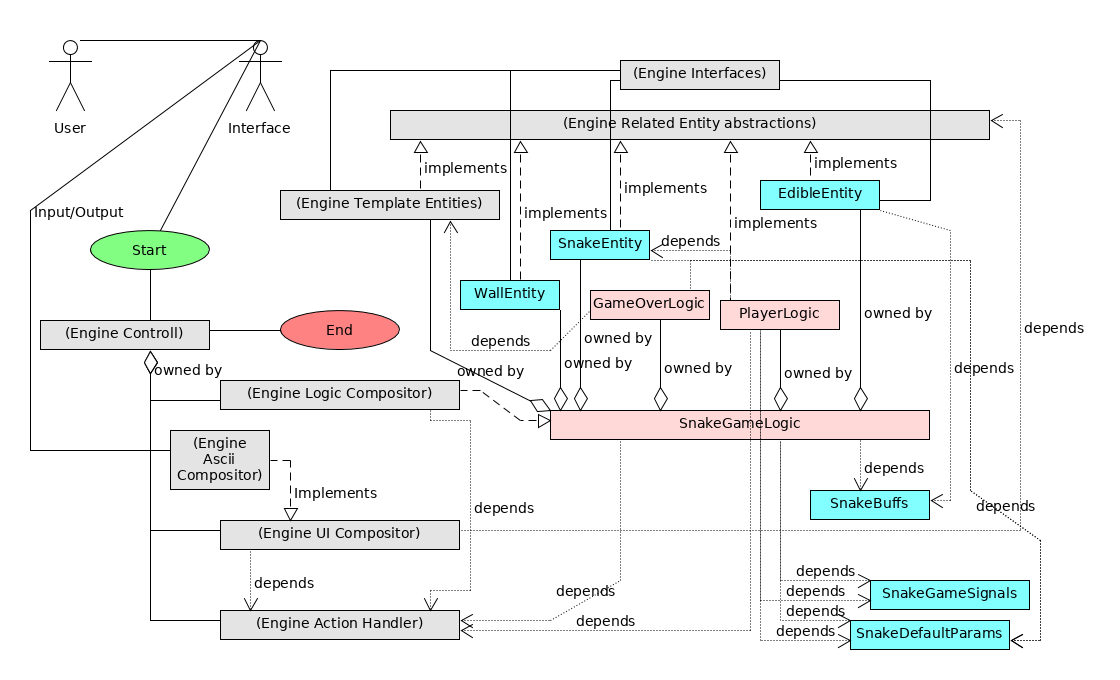 (Engine Interfaces)
(Engine Related Entity abstractions)
User
Interface
implements
implements
implements
EdibleEntity
(Engine Template Entities)
Input/Output
implements
implements
Start
SnakeEntity
depends
WallEntity
GameOverLogic
PlayerLogic
owned by
(Engine Controll)
End
depends
owned by
depends
owned by
owned by
owned by
owned by
owned by
depends
(Engine Logic Compositor)
SnakeGameLogic
(Engine
Ascii
Compositor)
depends
Implements
SnakeBuffs
depends
depends
(Engine UI Compositor)
depends
depends
depends
depends
SnakeGameSignals
depends
(Engine Action Handler)
depends
depends
SnakeDefaultParams